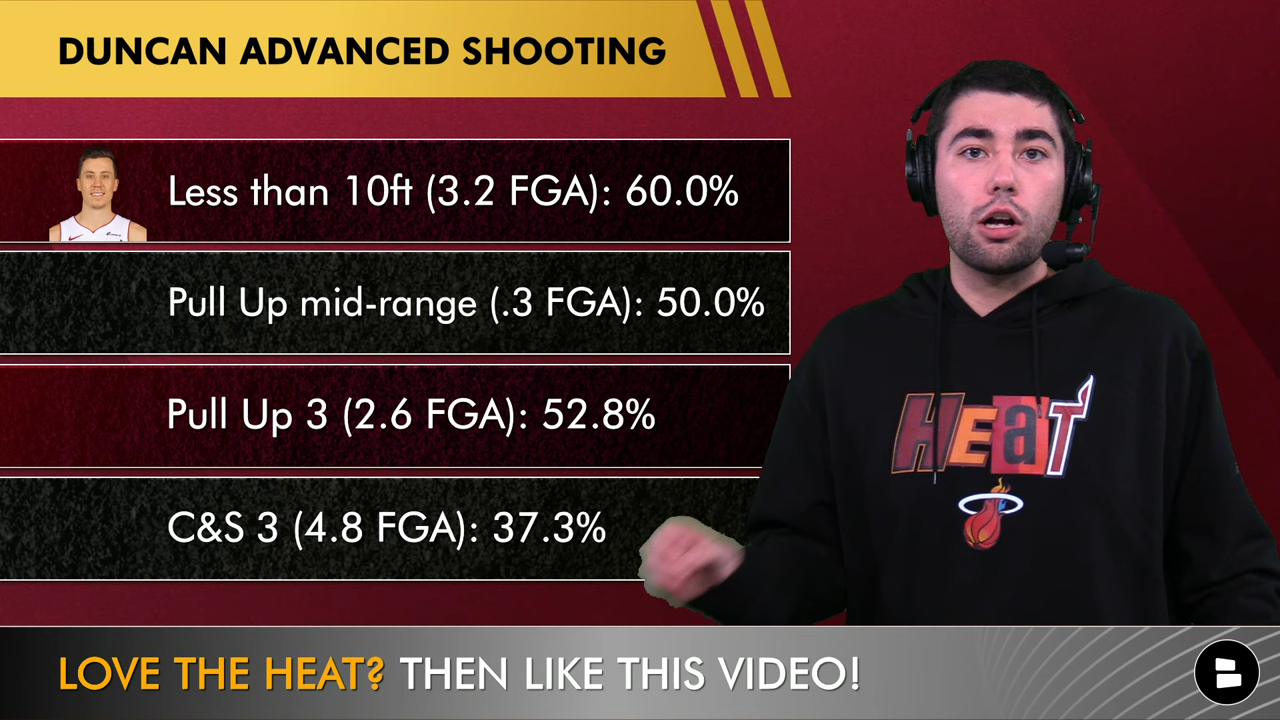 DUNCAN ADVANCED SHOOTING
Less than 10ft (3.2 FGA): 60.0%
Pull Up mid-range (.3 FGA): 50.0%
Pull Up 3 (2.6 FGA): 52.8%
C&S 3 (4.8 FGA): 37.3%
HEAT
LOVE THE HEAT? THEN LIKE THIS VIDEO!